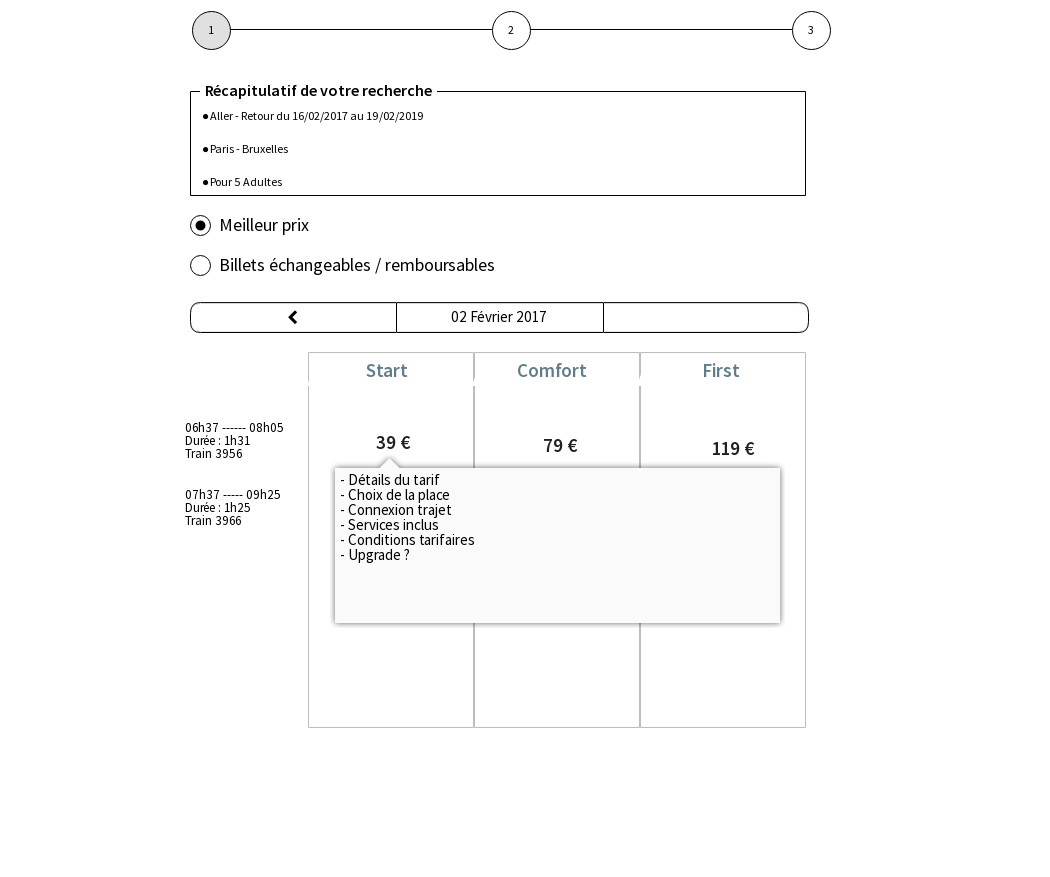 1 2 3
Récapitulatif de votre recherche
●Aller - Retour du 16/02/2017 au 19/02/2019
●Paris - Bruxelles
●Pour 5 Adultes
Meilleur prix
Billets échangeables / remboursables
02 Février 2017
Start Comfort First
06h37 ------ 08h05
Durée : 1h31
Train 3956
39 € 79 € 119 €
07h37 ----- 09h25
Durée : 1h25
Train 3966
- Détails du tarif
- Choix de la place
- Connexion trajet
- Services inclus
- Conditions tarifaires
- Upgrade ?